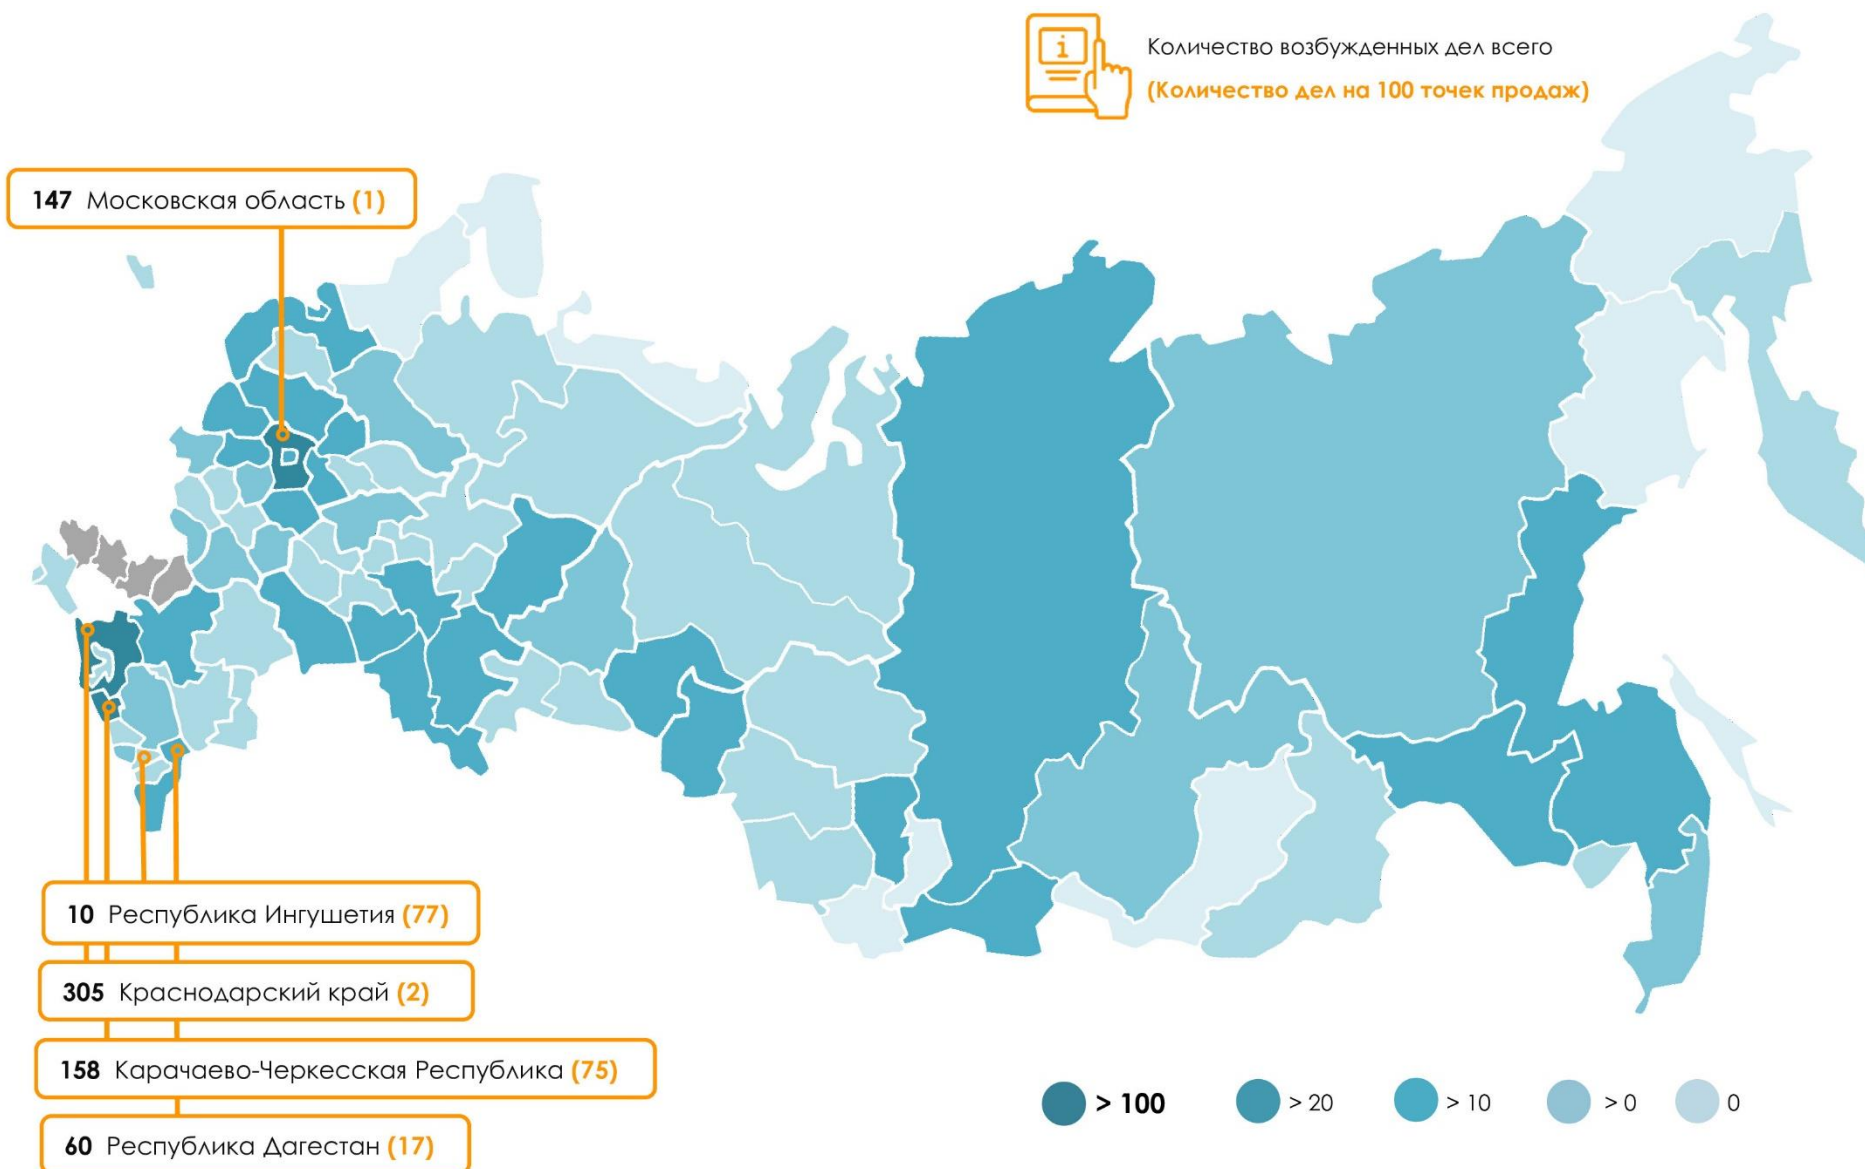 i
Количество возбужденных дел всего
(Количество дел на 100 точек продаж)
147 Московская область (1)
10 Республика Ингушетия (77)
305 Краснодарский край (2)
158 Карачаево-Черкесская Республика (75)
60 Республика Дагестан (17)
> 100 > 20 > 10 > 0 0